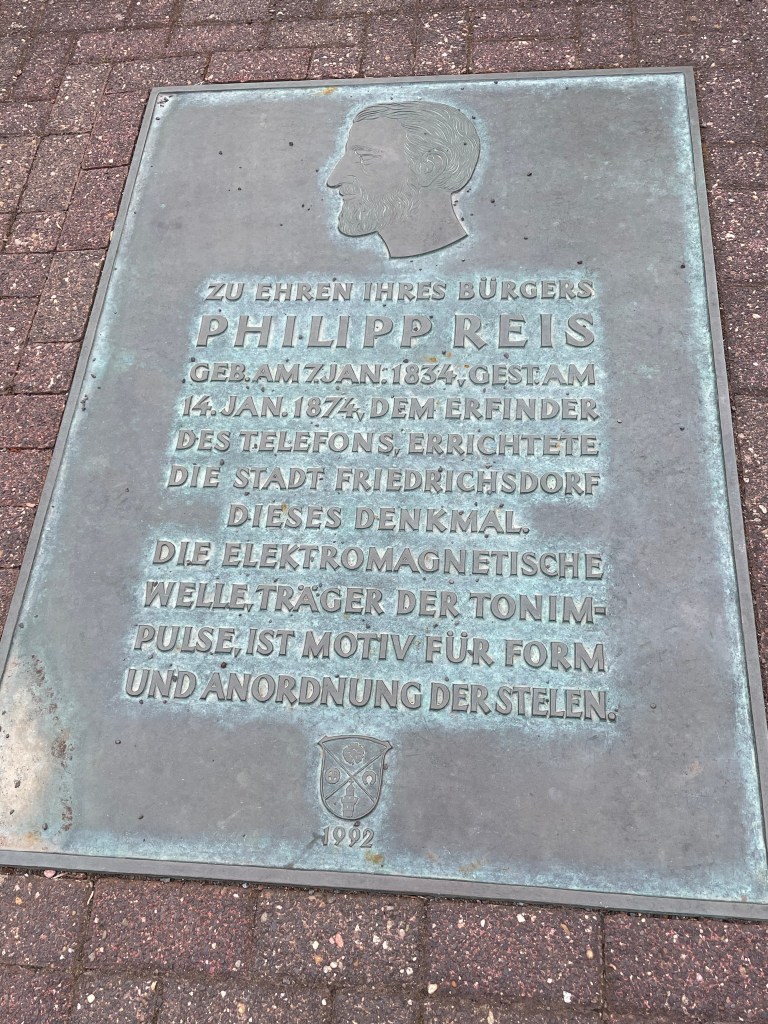 ZU EHREN IHRES BÜRGERS
PHILIPP REIS
GEB. AM 7. JAN. 1834, GEST. AM
14. JAN. 1874, DEM ERFINDER
DES TELEFONS, ERRICHTETE
DIE STADT FRIEDRICHSDORF
DIESES DENKMAL.
DIE ELEKTROMAGNETISCHE
WELLE, TRÄGER DER TONIM-
PULSE, IST MOTIV FÜR FORM
UND ANORDNUNG DER STELEN.
1992